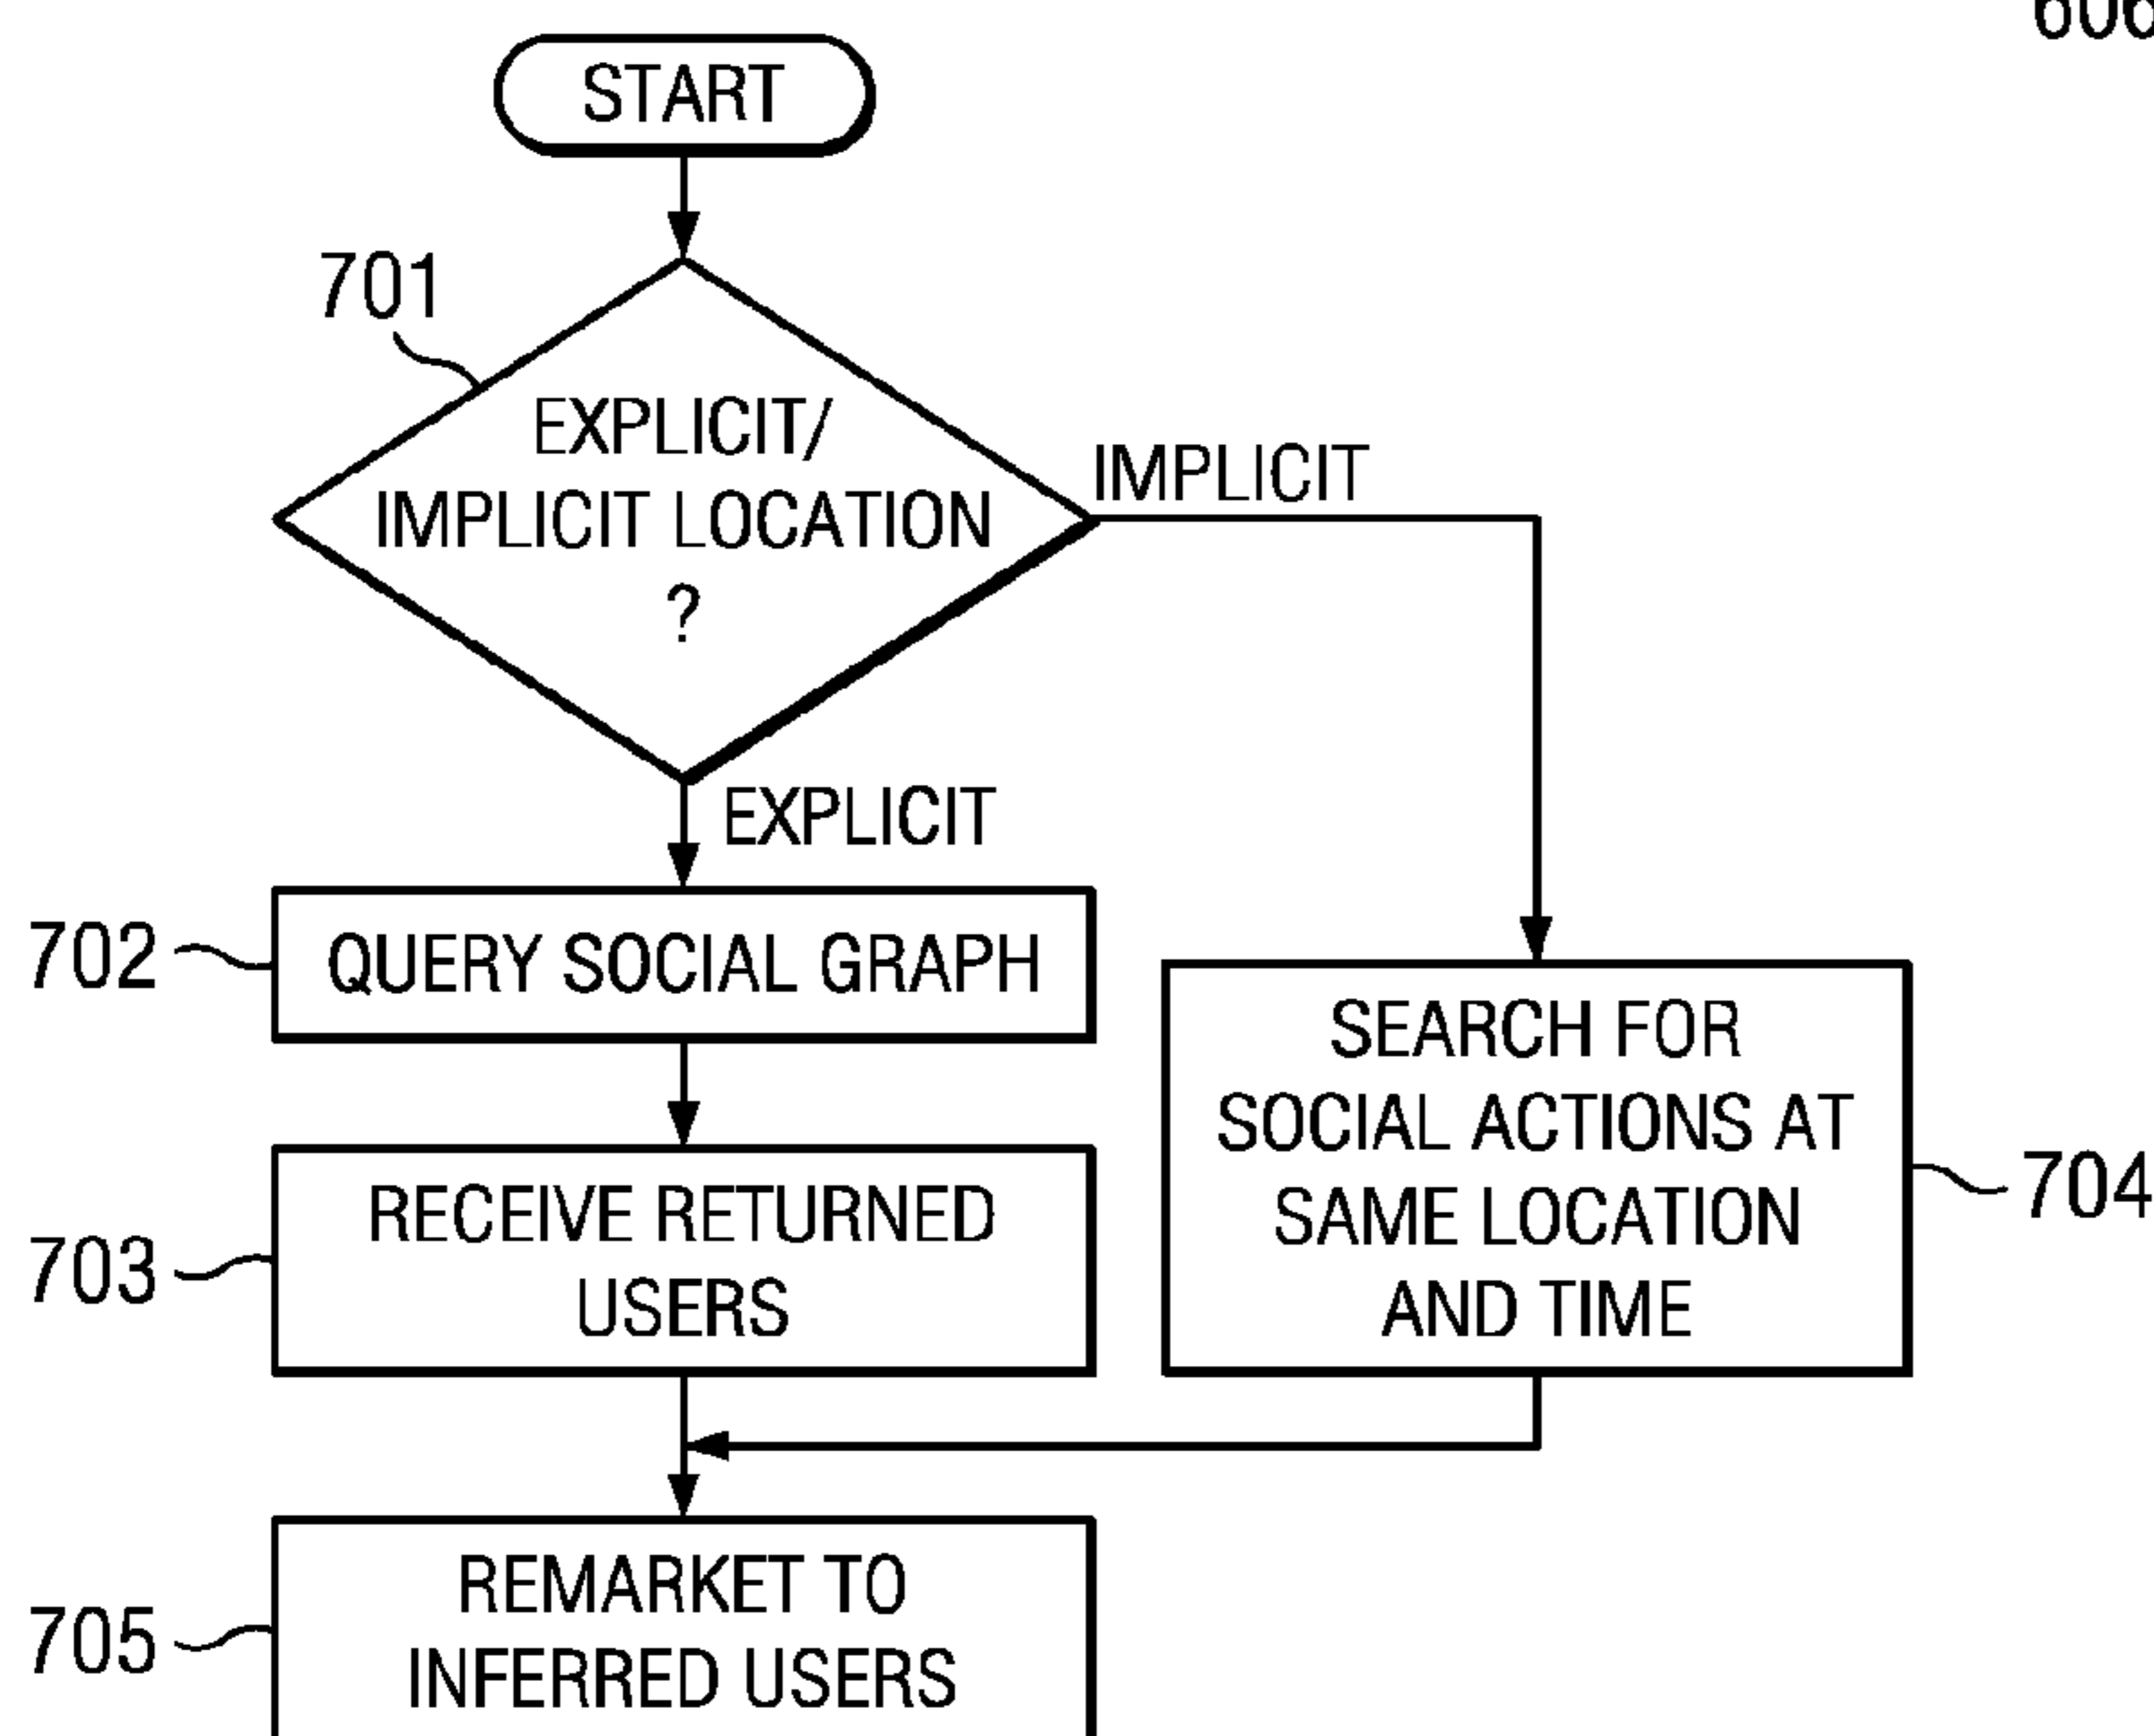 606
START
701
EXPLICIT/
IMPLICIT LOCATION
?
IMPLICIT
EXPLICIT
702
QUERY SOCIAL GRAPH
SEARCH FOR
SOCIAL ACTIONS AT
SAME LOCATION
AND TIME
704
703
RECEIVE RETURNED
USERS
705
REMARKET TO
INFERRED USERS